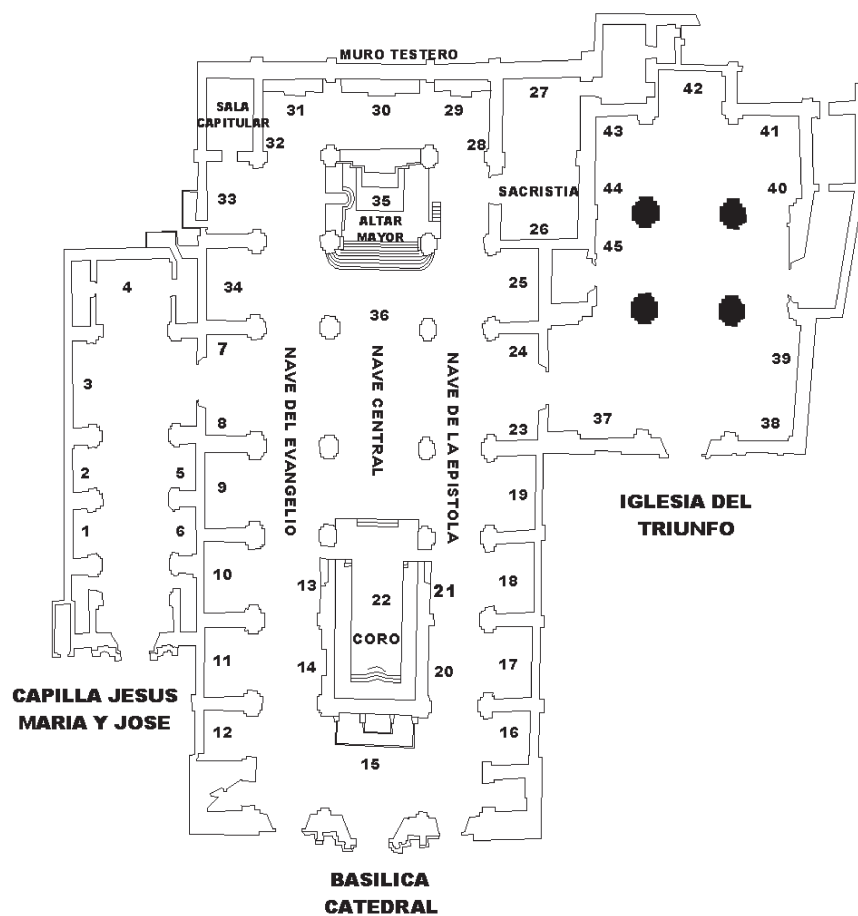 MURO TESTERO
42
27
31
30
29
SALA
CAPITULAR
43
41
32
28
44
40
33
35
SACRISTIA
ALTAR
MAYOR
26
45
4
34
25
36
7
24
NAVE DEL EVANGELIO
NAVE CENTRAL
NAVE DE LA EPISTOLA
3
39
8
23
37
38
2
5
9
19
IGLESIA DEL
TRIUNFO
1
6
10
13
22
21
18
CORO
11
14
20
17
CAPILLA JESUS
MARIA Y JOSE
12
16
15
BASILICA
CATEDRAL